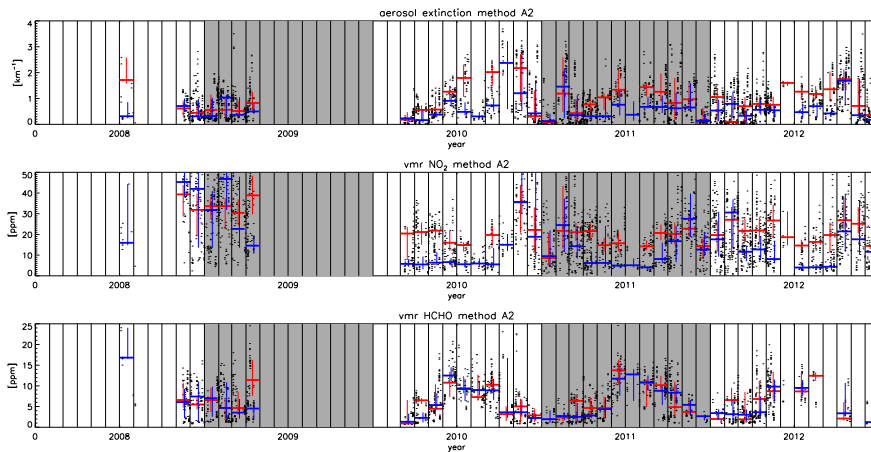 aerosol extinction method A2
4
3
2
1
0
[km⁻¹]
0 2008 2009 2010 2011 2012
year
vmr NO₂ method A2
50
40
30
20
10
0
[ppm]
0 2008 2009 2010 2011 2012
year
vmr HCHO method A2
25
20
15
10
5
0
[ppm]
0 2008 2009 2010 2011 2012
year